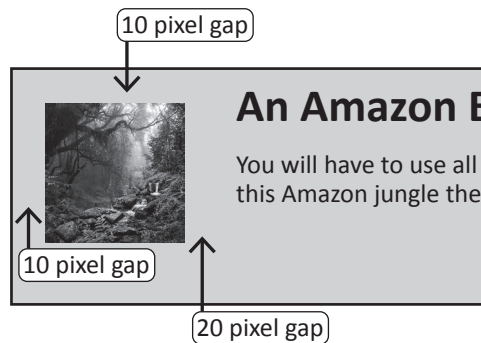 10 pixel gap
An Amazon
You will have to use all
this Amazon jungle the
10 pixel gap
20 pixel gap